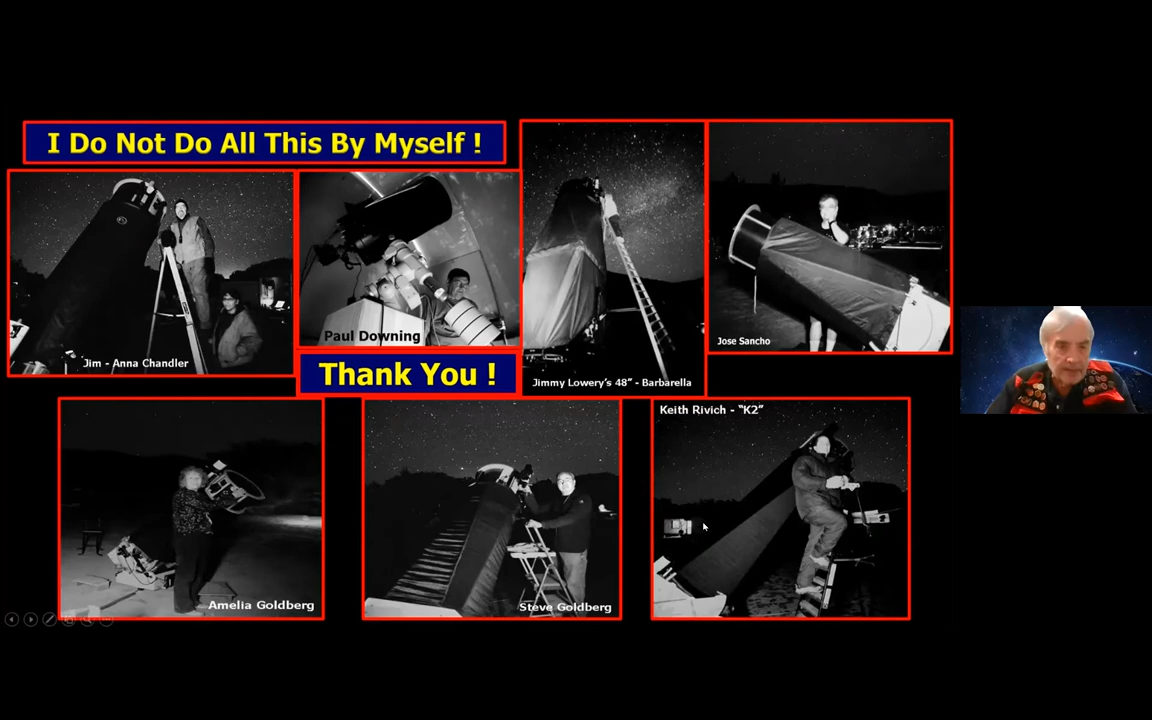 I Do Not Do All This By Myself !
Jim - Anna Chandler
Paul Downing
Jimmy Lowery's 48" - Barbarella
Jose Sancho
Thank You !
Amelia Goldberg
Steve Goldberg
Keith Rivich - "K2"